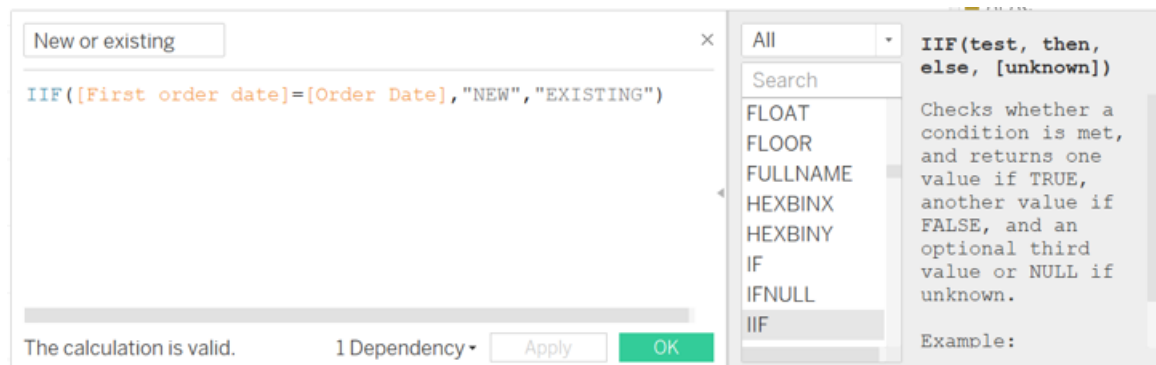 New or existing
×
IIF([First order date]=[Order Date],"NEW","EXISTING")
The calculation is valid.
1 Dependency
Apply
OK
All
Search
FLOAT
FLOOR
FULLNAME
HEXBINX
HEXBINY
IF
IFNULL
IIF
IIF(test, then,
else, [unknown])
Checks whether a
condition is met,
and returns one
value if TRUE,
another value if
FALSE, and an
optional third
value or NULL if
unknown.
Example: